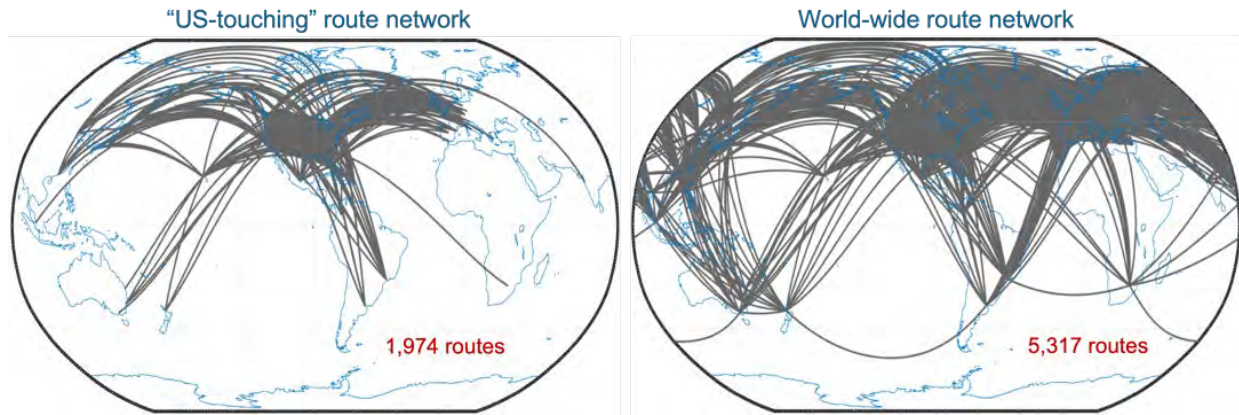 “US-touching” route network
World-wide route network
1,974 routes
5,317 routes